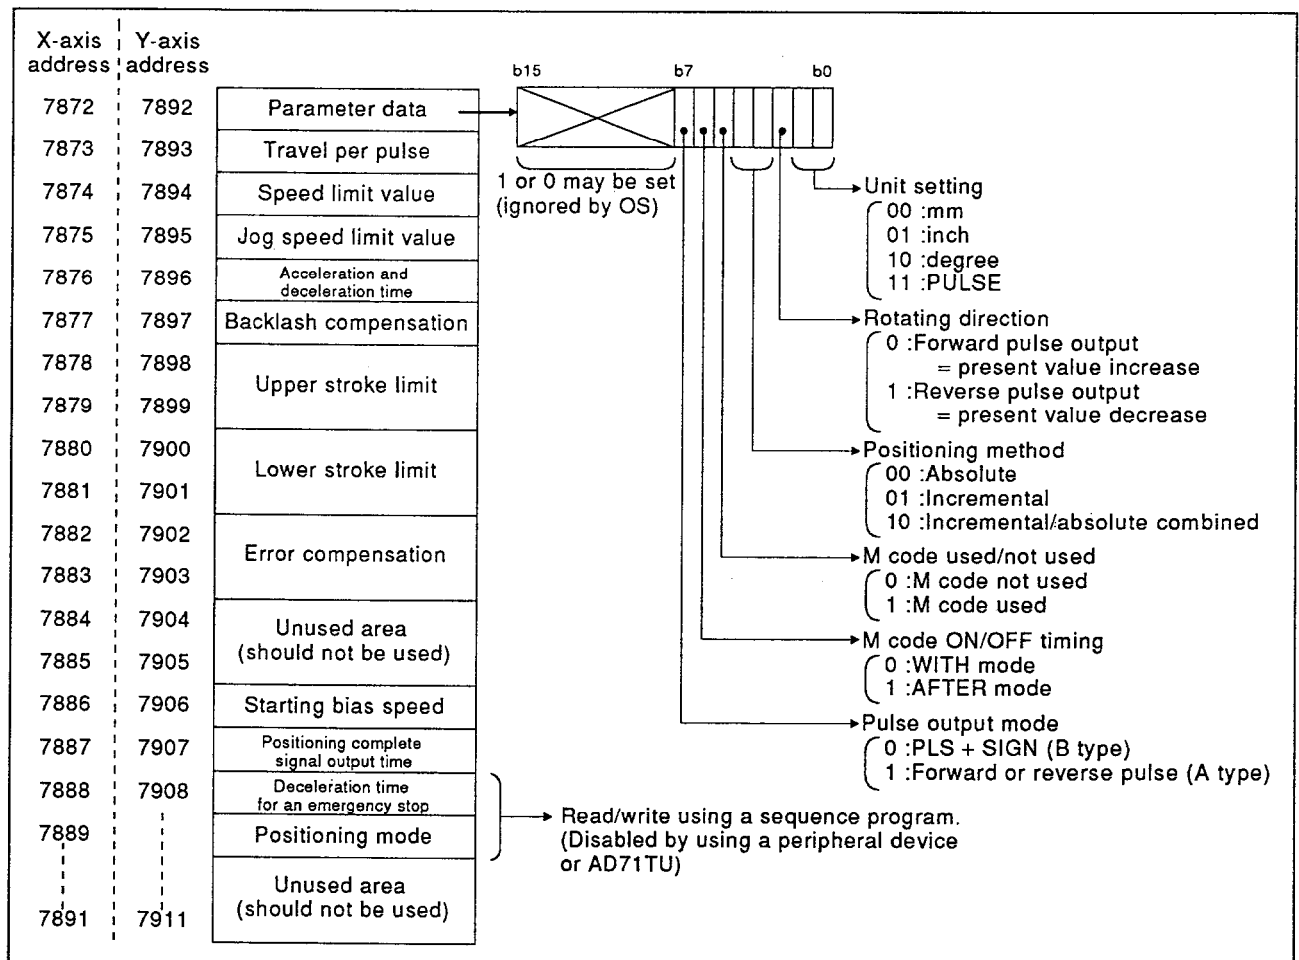 X-axis address
Y-axis address
b15
b7
b0
7872 7892 Parameter data
7873 7893 Travel per pulse
7874 7894 Speed limit value
7875 7895 Jog speed limit value
7876 7896 Acceleration and
deceleration time
7877 7897 Backlash compensation
7878 7898
Upper stroke limit
7879 7899
7880 7900
Lower stroke limit
7881 7901
7882 7902
Error compensation
7883 7903
7884 7904
Unused area
(should not be used)
7885 7905
7886 7906 Starting bias speed
7887 7907 Positioning complete
signal output time
7888 7908 Deceleration time
for an emergency stop
7889 Positioning mode
Unused area
(should not be used)
7891 7911
1 or 0 may be set
(ignored by OS)
Unit setting
00 :mm
01 :inch
10 :degree
11 :PULSE
Rotating direction
0 :Forward pulse output
= present value increase
1 :Reverse pulse output
= present value decrease
Positioning method
00 :Absolute
01 :Incremental
10 :Incremental/absolute combined
M code used/not used
0 :M code not used
1 :M code used
M code ON/OFF timing
0 :WITH mode
1 :AFTER mode
Pulse output mode
0 :PLS + SIGN (B type)
1 :Forward or reverse pulse (A type)
Read/write using a sequence program.
(Disabled by using a peripheral device
or AD71TU)